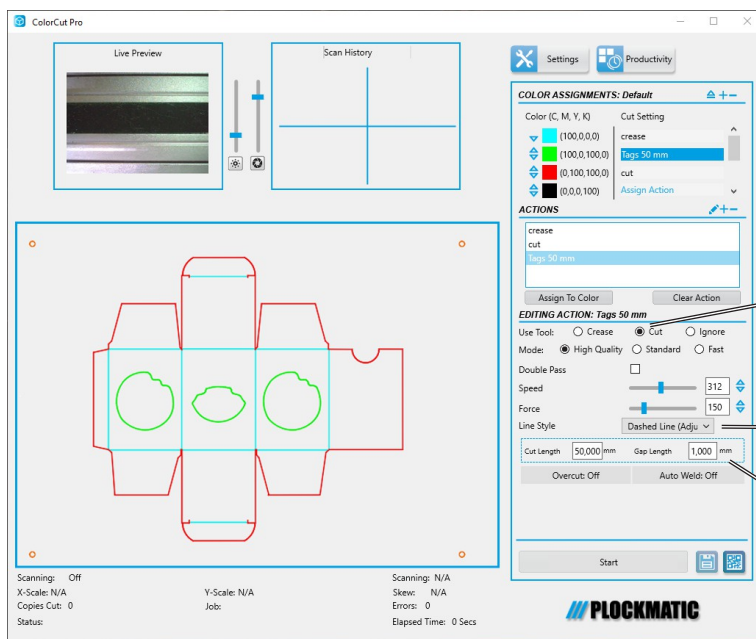 ColorCut Pro
Live Preview
Scan History
Settings
Productivity
COLOR ASSIGNMENTS: Default
Color (C, M, Y, K) Cut Setting
(100,0,0,0) crease
(100,0,100,0) Tags 50 mm
(0,100,100,0) cut
(0,0,0,100) Assign Action
ACTIONS
crease
cut
Tags 50 mm
Assign To Color Clear Action
EDITING ACTION: Tags 50 mm
Use Tool: Crease Cut Ignore
Mode: High Quality Standard Fast
Double Pass
Speed 312
Force 150
Line Style Dashed Line (Adju
Cut Length 50,000 mm Gap Length 1,000 mm
Overcut: Off Auto Weld: Off
Start
Scanning: Off Scanning: N/A
X-Scale: N/A Y-Scale: N/A Skew: N/A
Copies Cut: 0 Job: Errors: 0
Status: Elapsed Time: 0 Secs
PLOCKMATIC